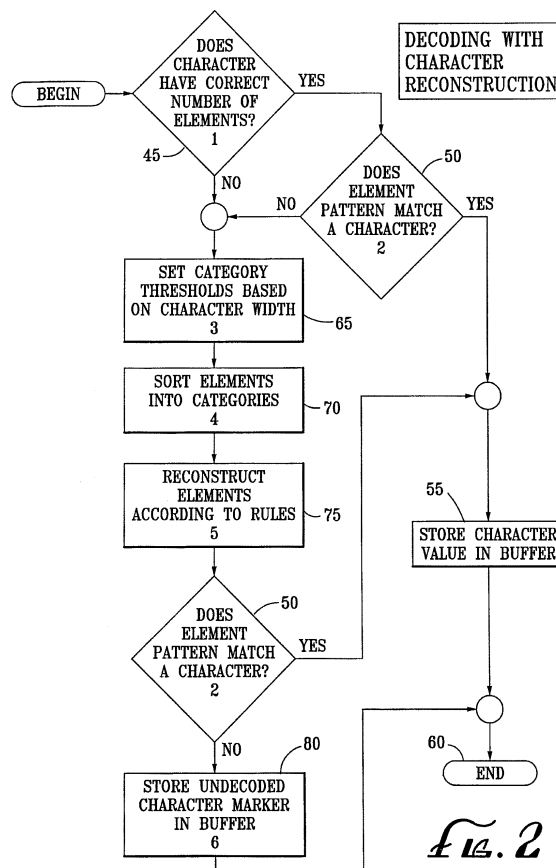 DECODING WITH
CHARACTER
RECONSTRUCTION
BEGIN
DOES
CHARACTER
HAVE CORRECT
NUMBER OF
ELEMENTS?
1
YES
45
NO
50
DOES
ELEMENT
PATTERN MATCH
A CHARACTER?
2
NO
YES
SET CATEGORY
THRESHOLDS BASED
ON CHARACTER WIDTH
3
65
SORT ELEMENTS
INTO CATEGORIES
4
70
RECONSTRUCT
ELEMENTS
ACCORDING TO RULES
5
75
55
STORE CHARACTER
VALUE IN BUFFER
50
DOES
ELEMENT
PATTERN MATCH
A CHARACTER?
2
YES
NO
80
STORE UNDECODED
CHARACTER MARKER
IN BUFFER
6
60
END
FIG. 2